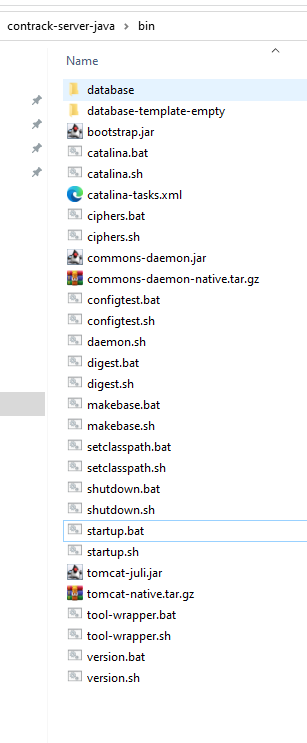 contrack-server-java > bin
Name
database
database-template-empty
bootstrap.jar
catalina.bat
catalina.sh
catalina-tasks.xml
ciphers.bat
ciphers.sh
commons-daemon.jar
commons-daemon-native.tar.gz
configtest.bat
configtest.sh
daemon.sh
digest.bat
digest.sh
makebase.bat
makebase.sh
setclasspath.bat
setclasspath.sh
shutdown.bat
shutdown.sh
startup.bat
startup.sh
tomcat-juli.jar
tomcat-native.tar.gz
tool-wrapper.bat
tool-wrapper.sh
version.bat
version.sh